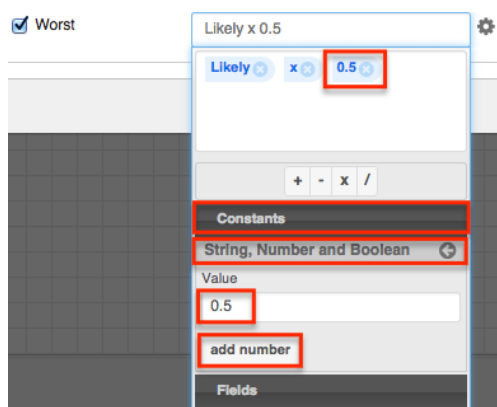 Worst
Likely x 0.5
Likely x 0.5
+ - x /
Constants
String, Number and Boolean
Value
0.5
add number
Fields